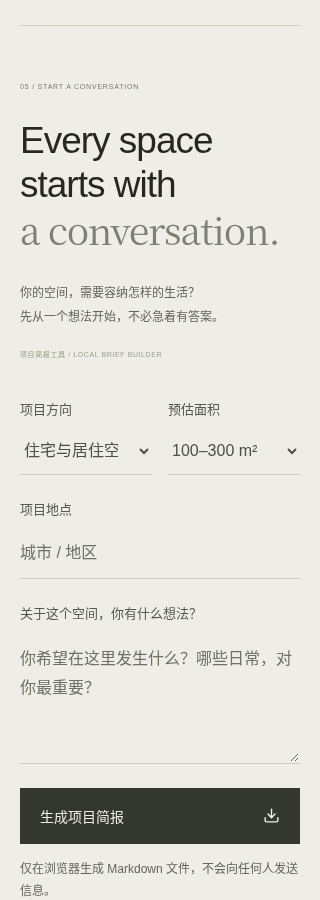 05 / START A CONVERSATION
Every space
starts with
a conversation.
你的空间，需要容纳怎样的生活？
先从一个想法开始，不必急着有答案。
项目简报工具 / LOCAL BRIEF BUILDER
项目方向 预估面积
住宅与居住空 100–300 m²
项目地点
城市 / 地区
关于这个空间，你有什么想法？
你希望在这里发生什么？哪些日常，对
你最重要？
生成项目简报
仅在浏览器生成 Markdown 文件，不会向任何人发送
信息。